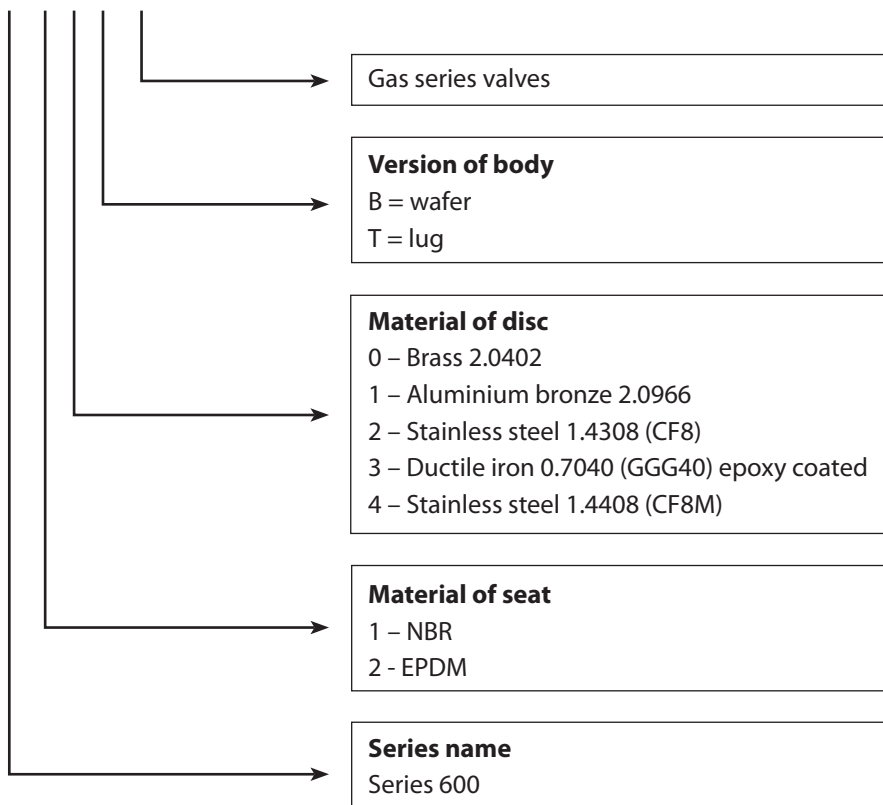 Gas series valves
Version of body
B = wafer
T = lug
Material of disc
0 – Brass 2.0402
1 – Aluminium bronze 2.0966
2 – Stainless steel 1.4308 (CF8)
3 – Ductile iron 0.7040 (GGG40) epoxy coated
4 – Stainless steel 1.4408 (CF8M)
Material of seat
1 – NBR
2 - EPDM
Series name
Series 600